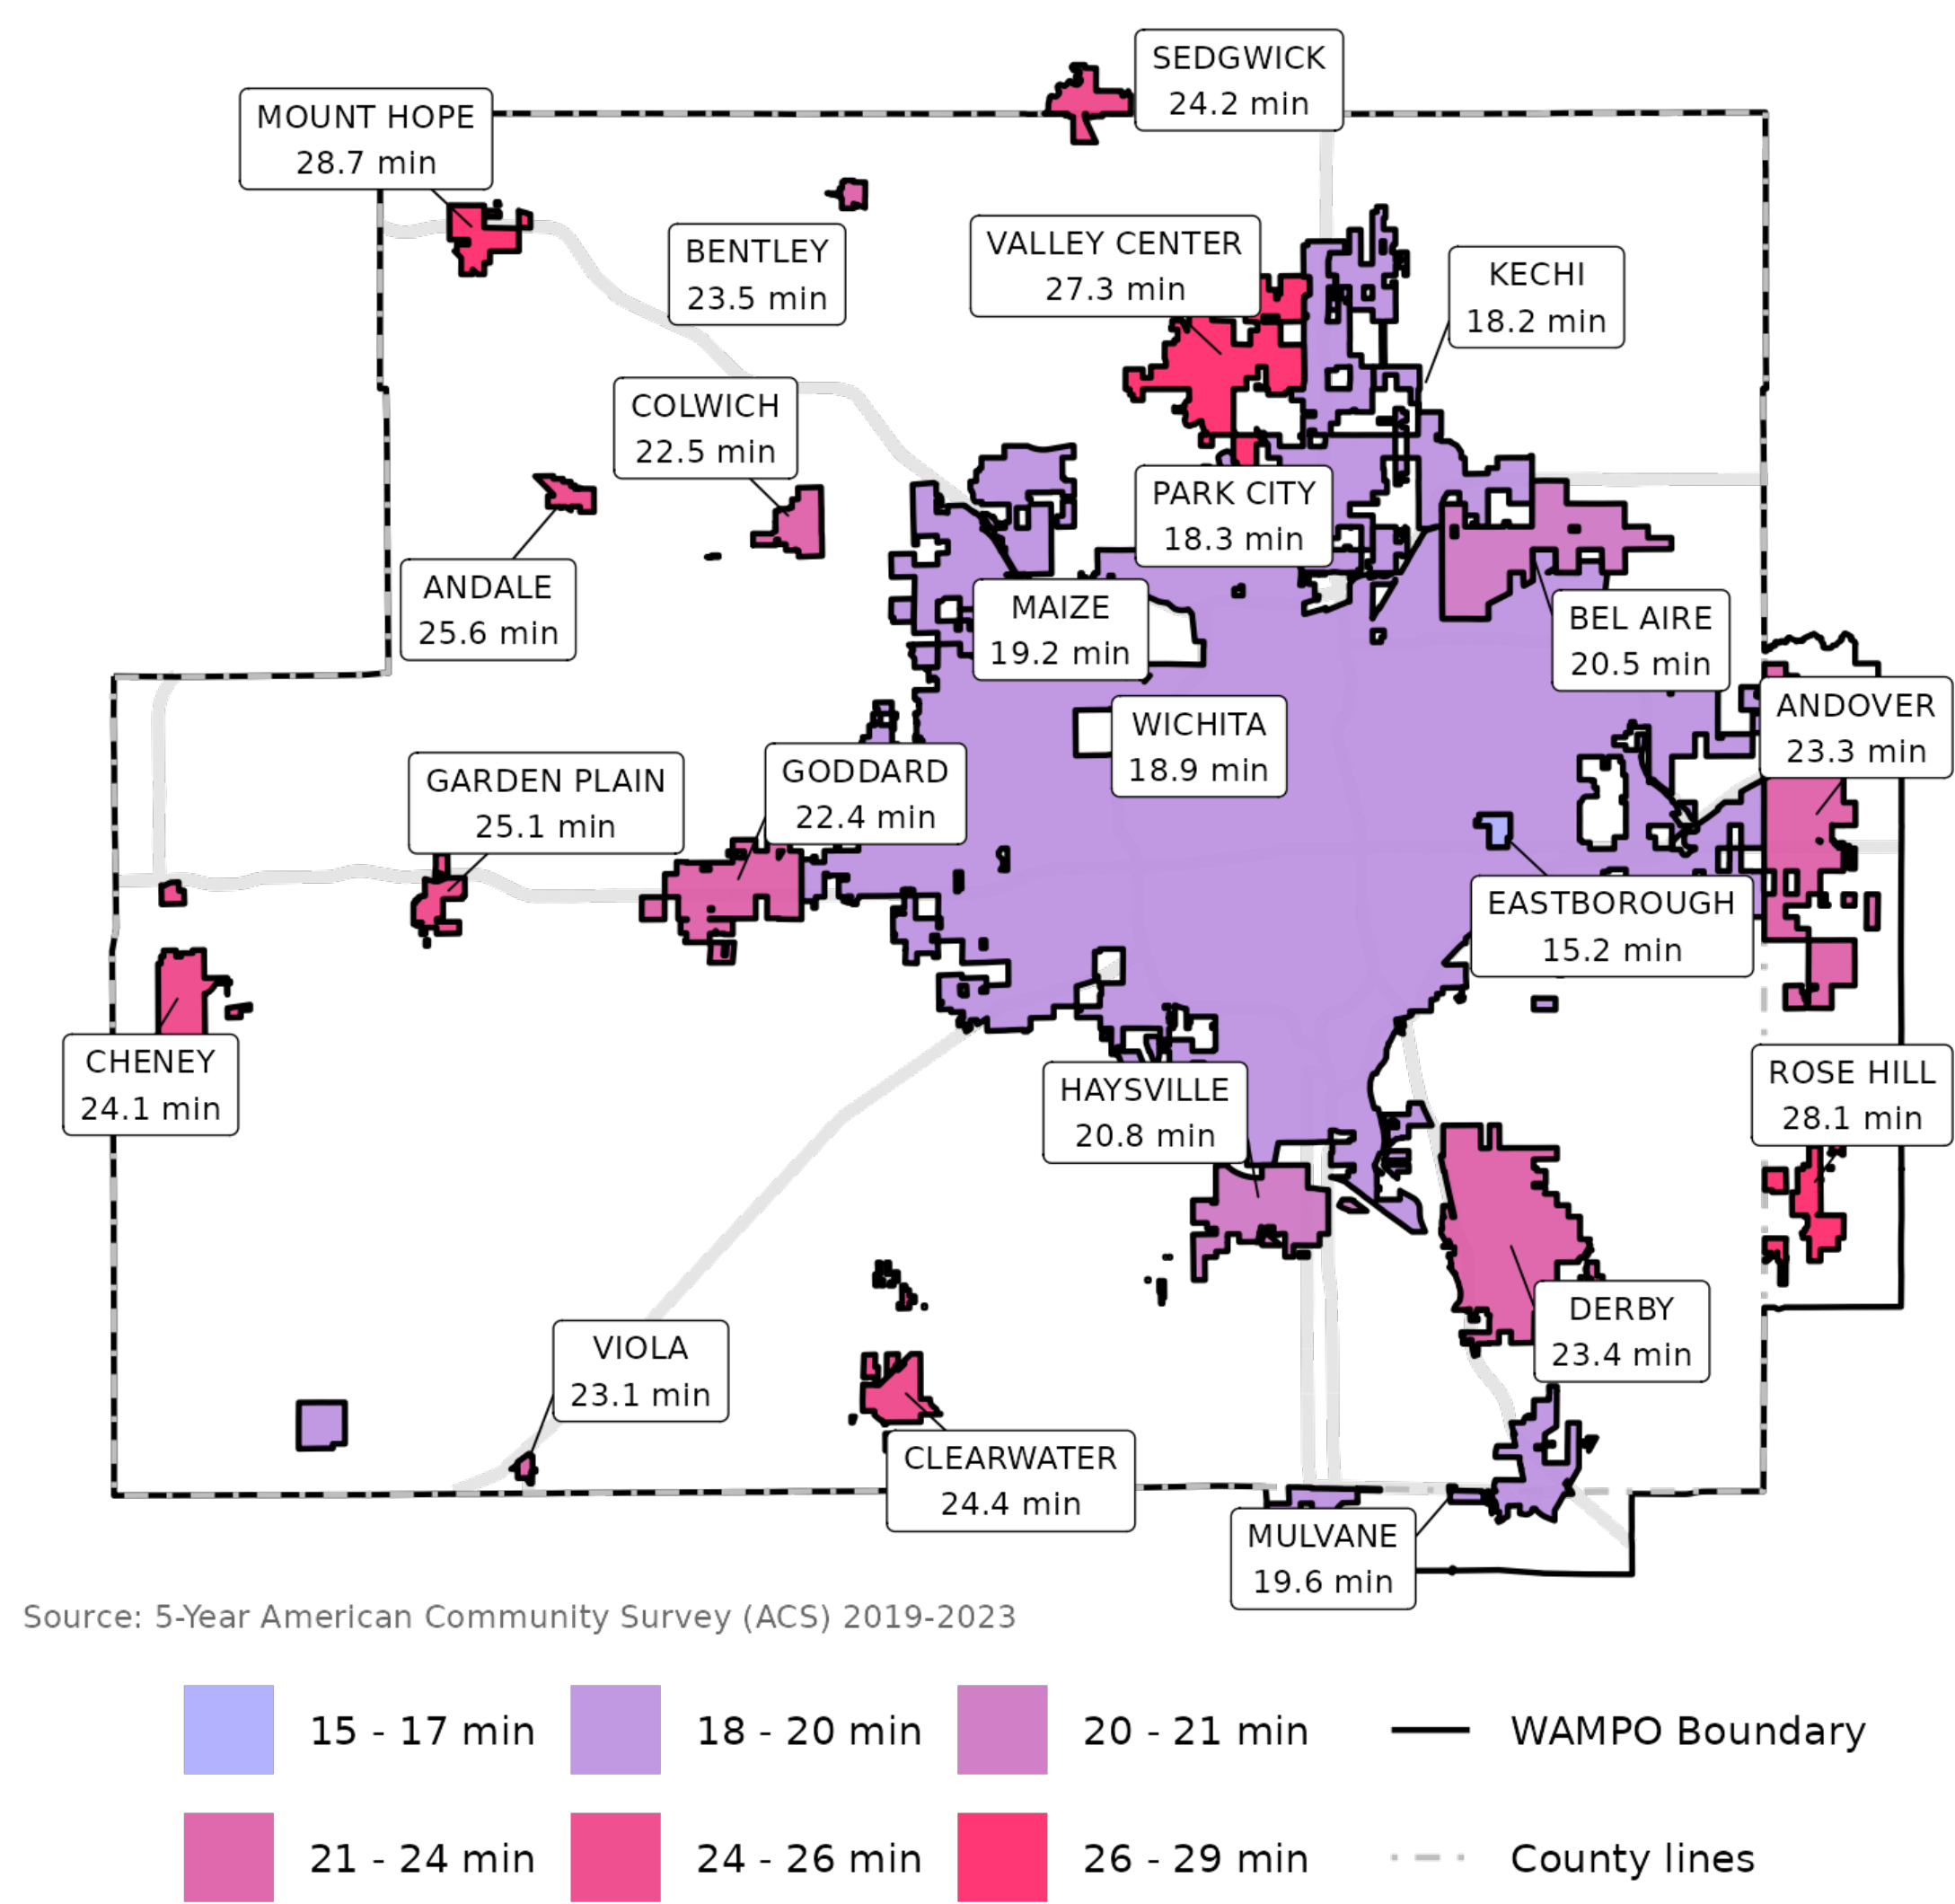 SEDGWICK
24.2 min
MOUNT HOPE
28.7 min
BENTLEY
23.5 min
VALLEY CENTER
27.3 min
KECHI
18.2 min
COLWICH
22.5 min
PARK CITY
18.3 min
ANDALE
25.6 min
MAIZE
19.2 min
BEL AIRE
20.5 min
WICHITA
18.9 min
ANDOVER
23.3 min
GARDEN PLAIN
25.1 min
GODDARD
22.4 min
EASTBOROUGH
15.2 min
CHENEY
24.1 min
HAYSVILLE
20.8 min
ROSE HILL
28.1 min
VIOLA
23.1 min
DERBY
23.4 min
CLEARWATER
24.4 min
MULVANE
19.6 min
Source: 5-Year American Community Survey (ACS) 2019-2023
15 - 17 min
18 - 20 min
20 - 21 min
WAMPO Boundary
21 - 24 min
24 - 26 min
26 - 29 min
County lines